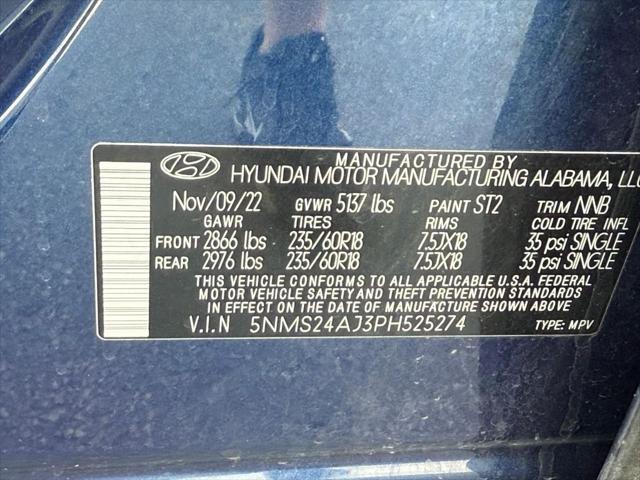 MANUFACTURED BY
HYUNDAI MOTOR MANUFACTURING ALABAMA, LLC
Nov/09/22 GVWR 5137 lbs PAINT ST2 TRIM NNB
GAWR TIRES RIMS COLD TIRE INFL
FRONT 2866 lbs 235/60R18 7.5JX18 35 psi SINGLE
REAR 2976 lbs 235/60R18 7.5JX18 35 psi SINGLE
THIS VEHICLE CONFORMS TO ALL APPLICABLE U.S.A. FEDERAL
MOTOR VEHICLE SAFETY AND THEFT PREVENTION STANDARDS
IN EFFECT ON THE DATE OF MANUFACTURE SHOWN ABOVE.
V.I.N 5NMS24AJ3PH525274 TYPE: MPV